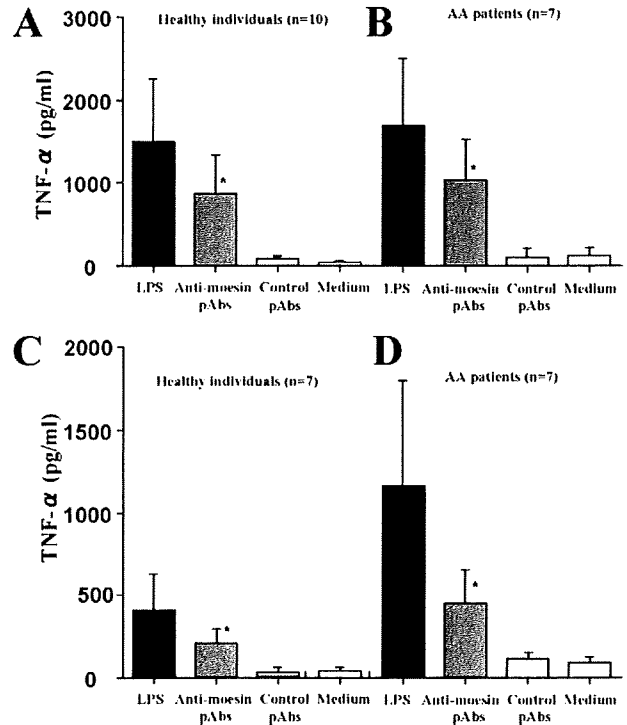 A
Healthy individuals (n=10)
B
AA patients (n=7)
TNF-α (pg/ml)
3000
2000
1000
0
LPS
Anti-moesin
pAbs
Control
pAbs
Medium
LPS
Anti-moesin
pAbs
Control
pAbs
Medium
*
*
C
Healthy individuals (n=7)
D
AA patients (n=7)
TNF-α (pg/ml)
2000
1500
1000
500
0
LPS
Anti-moesin
pAbs
Control
pAbs
Medium
LPS
Anti-moesin
pAbs
Control
pAbs
Medium
*
*